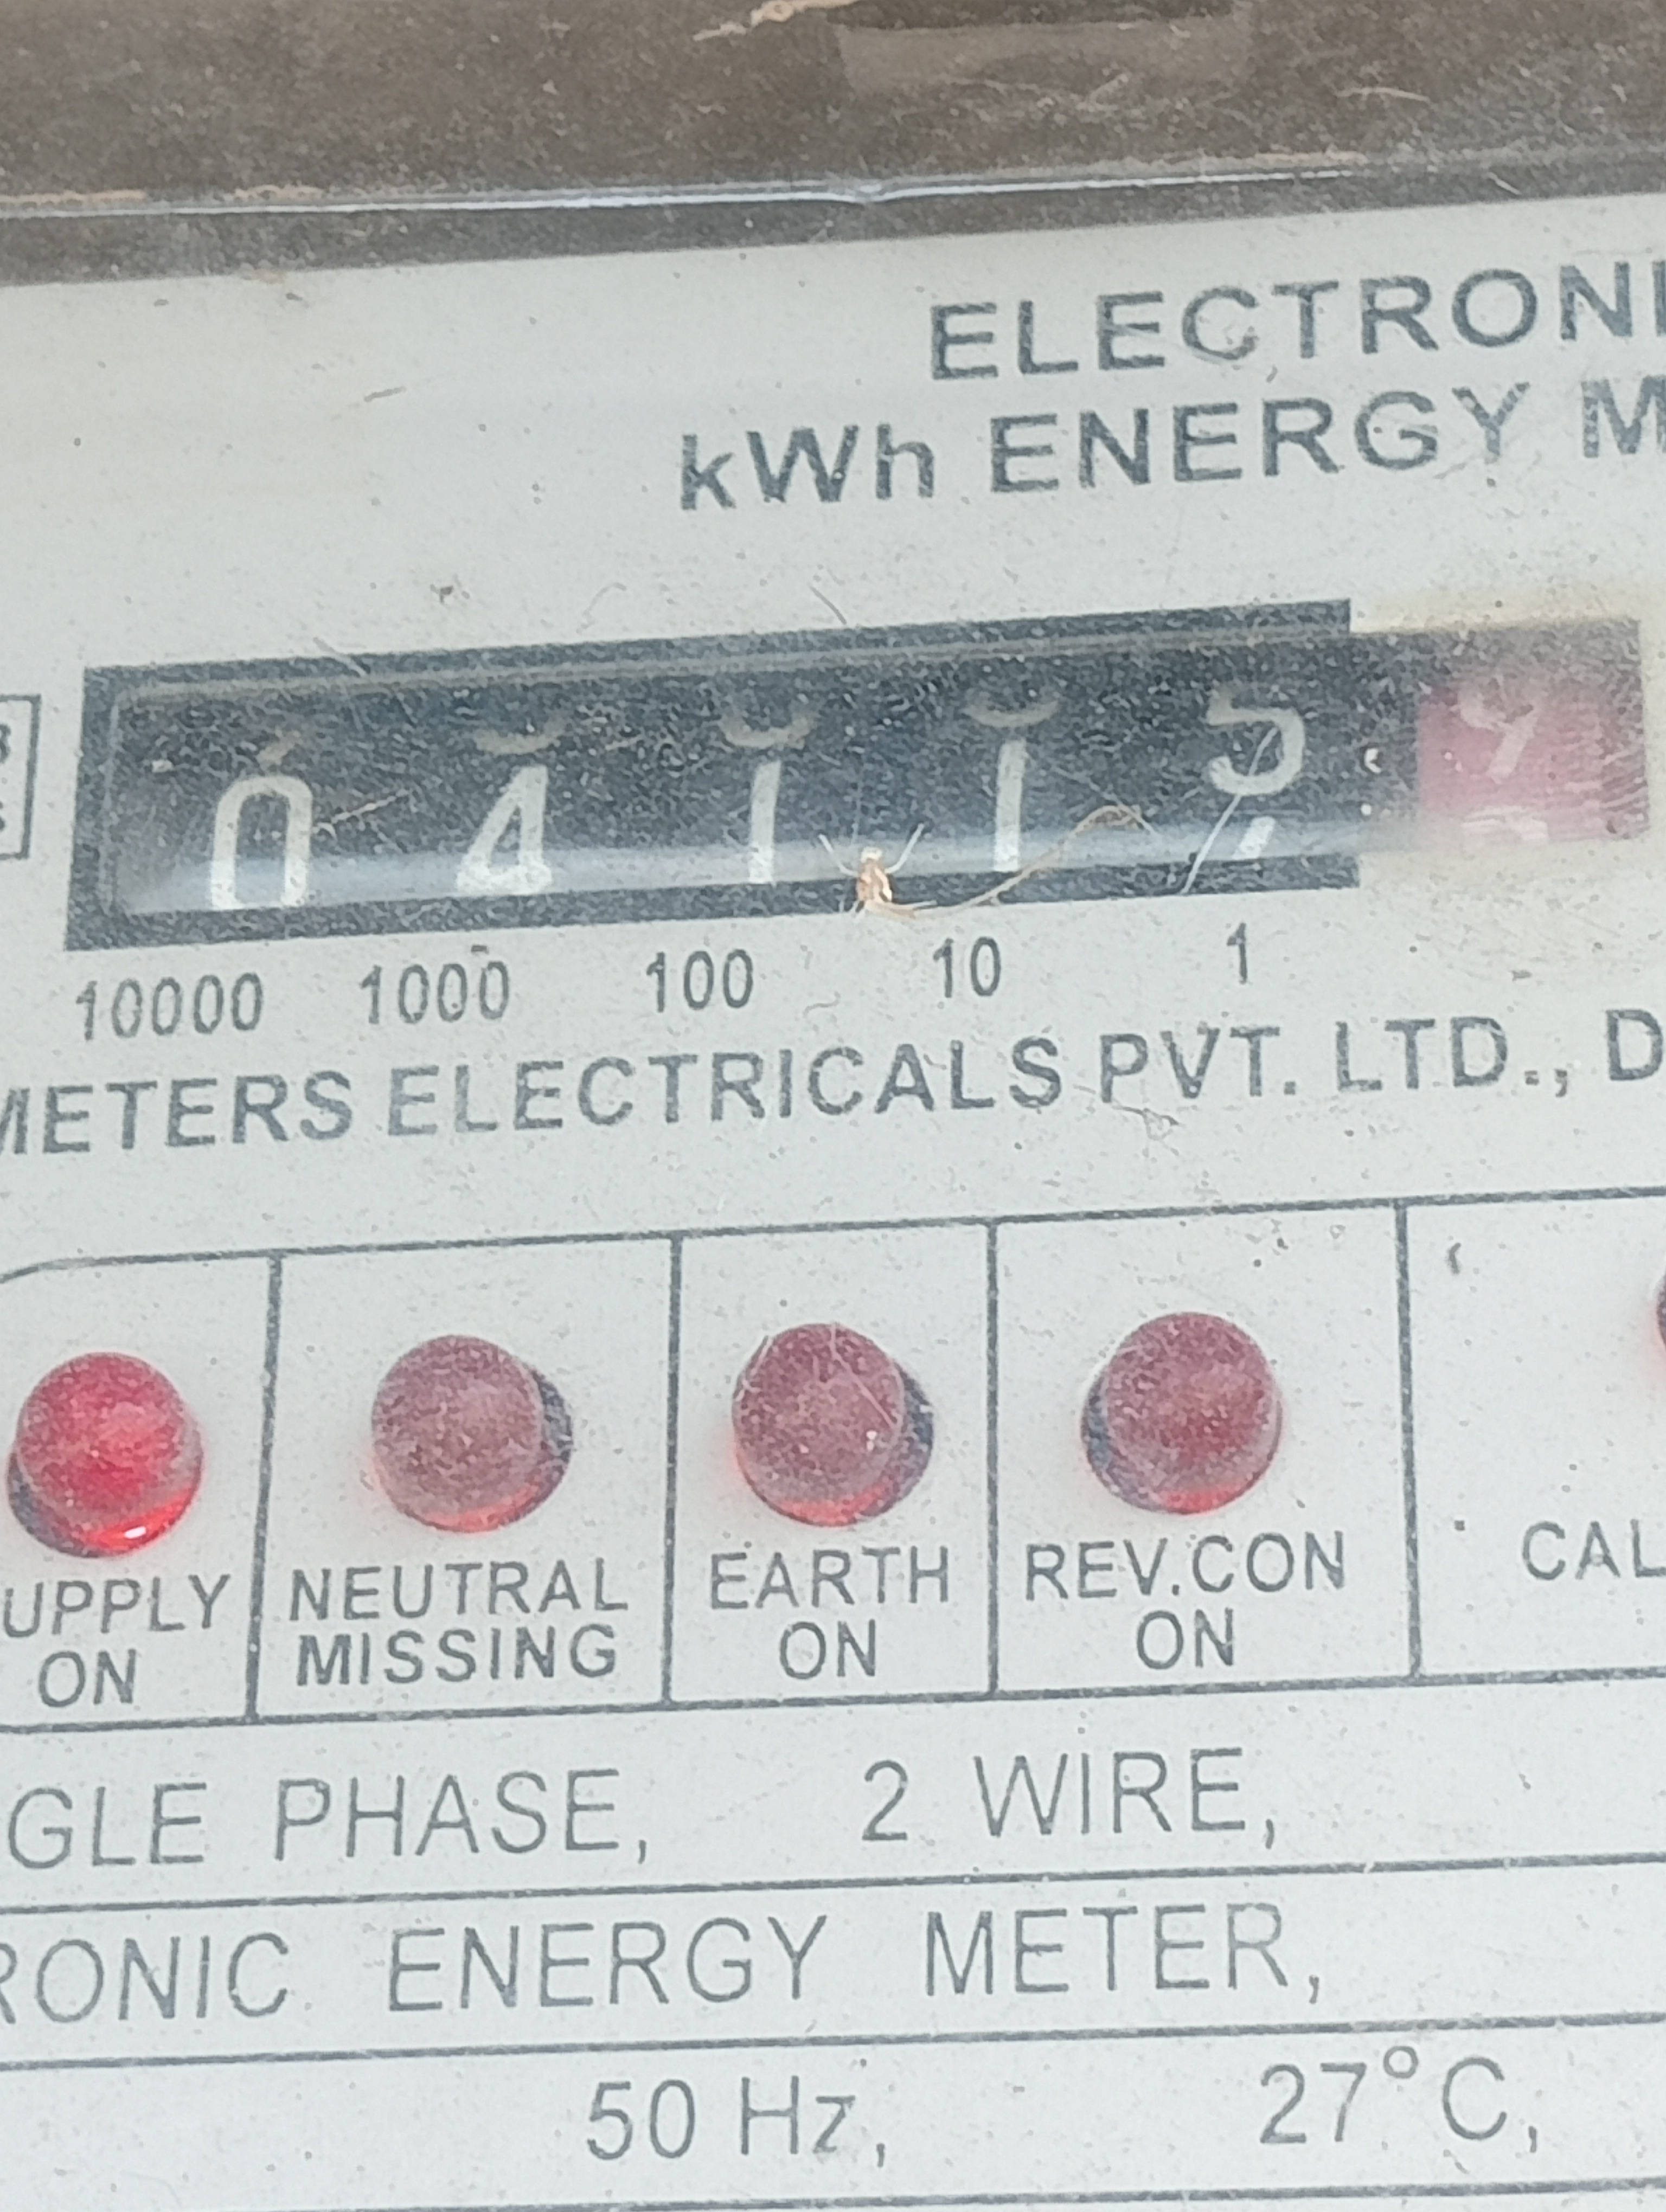 ELECTRONI
kWh ENERGY M
0 4 1 1 5
10000 1000 100 10 1
METERS ELECTRICALS PVT. LTD., D
UPPLY ON
NEUTRAL MISSING
EARTH ON
REV.CON ON
CAL
GLE PHASE, 2 WIRE,
RONIC ENERGY METER,
50 Hz, 27°C,